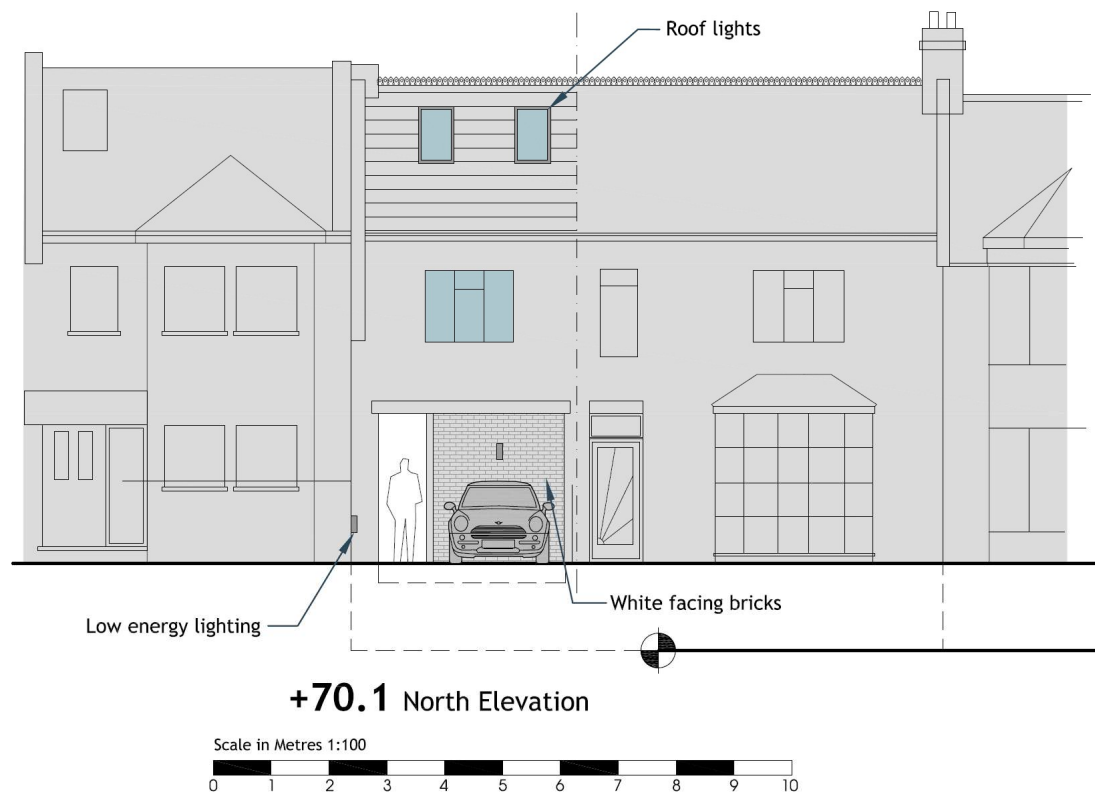 Roof lights
White facing bricks
Low energy lighting
+70.1 North Elevation
Scale in Metres 1:100
0 1 2 3 4 5 6 7 8 9 10